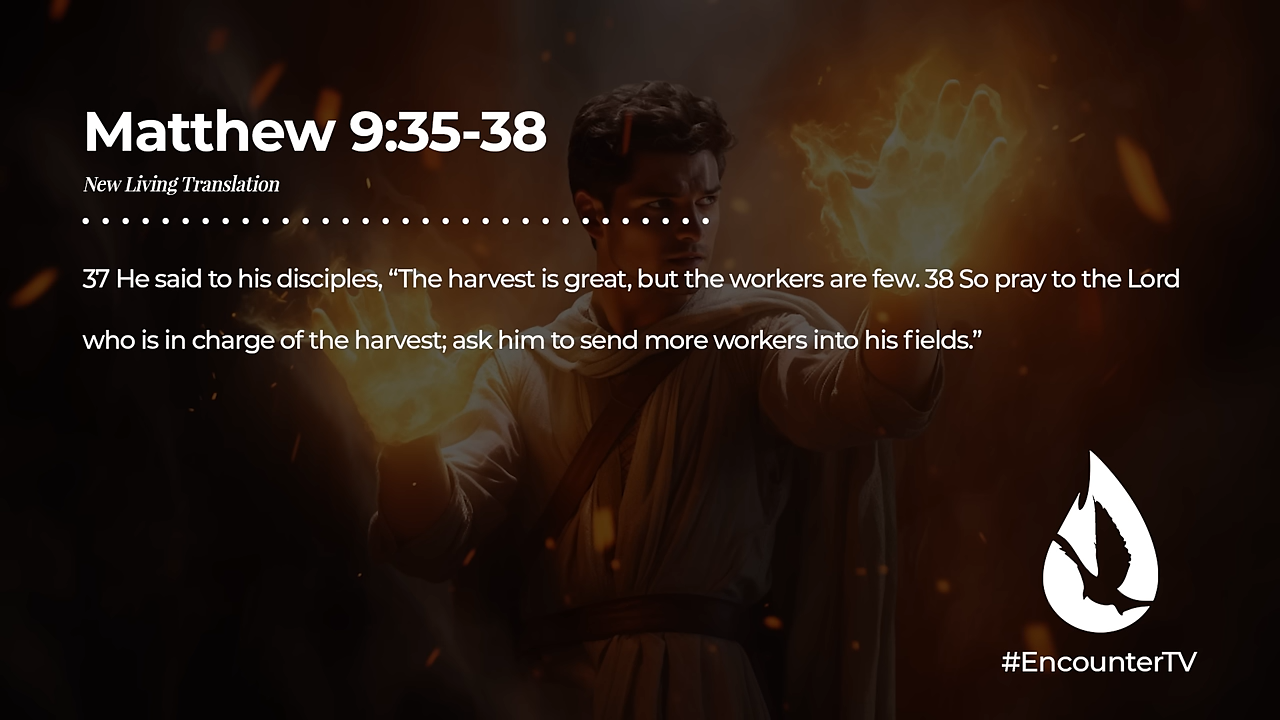 Matthew 9:35-38
New Living Translation
37 He said to his disciples, “The harvest is great, but the workers are few. 38 So pray to the Lord
who is in charge of the harvest; ask him to send more workers into his fields.”
#EncounterTV